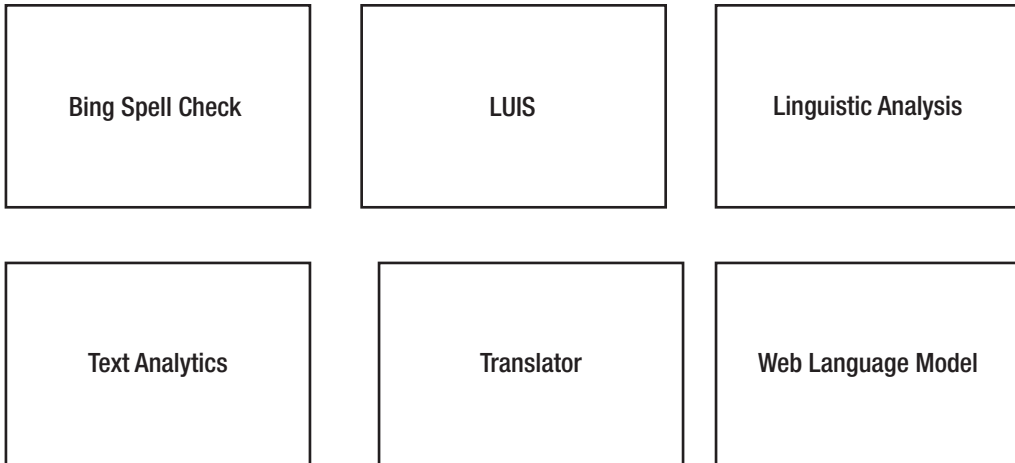 Bing Spell Check
LUIS
Linguistic Analysis
Text Analytics
Translator
Web Language Model